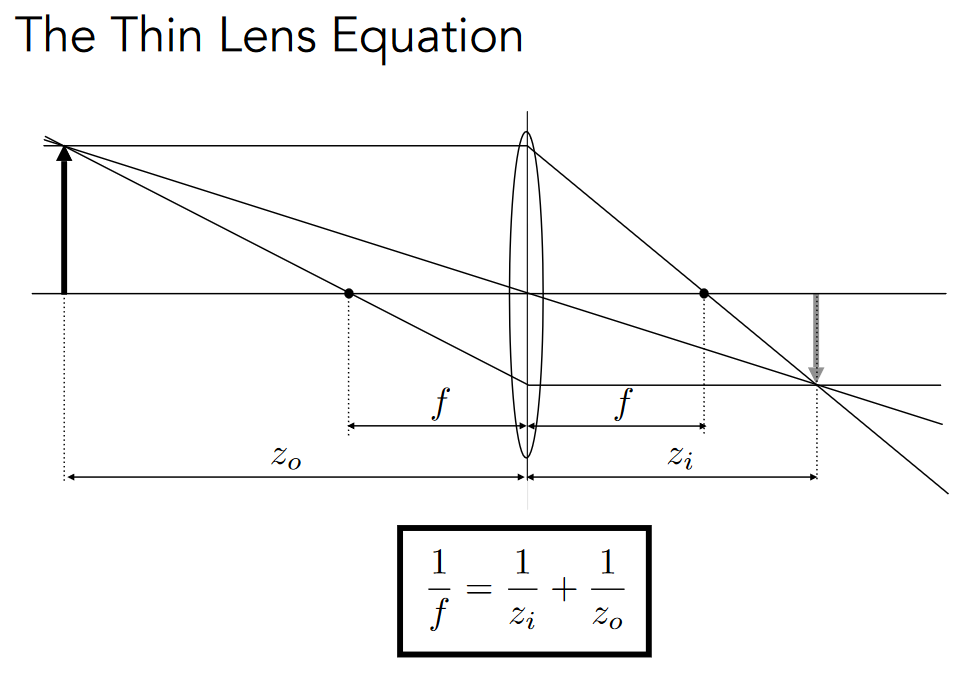 The Thin Lens Equation
f f
z_o z_i
1/f = 1/z_i + 1/z_o